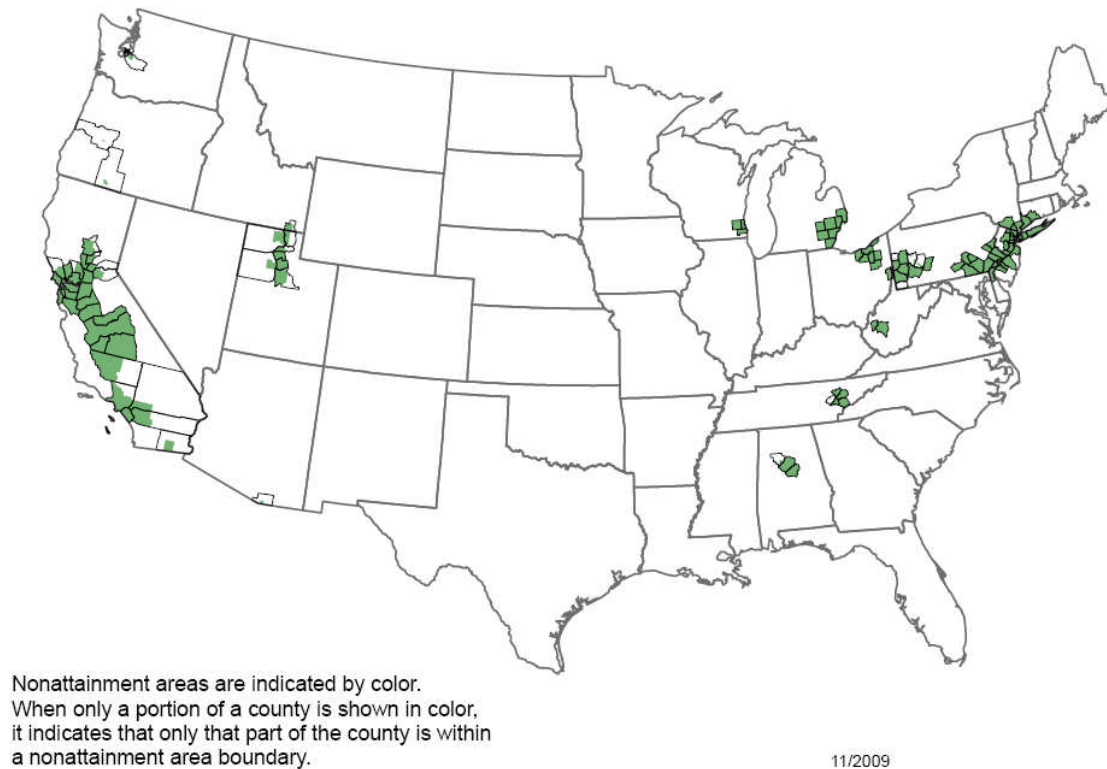 Nonattainment areas are indicated by color.
When only a portion of a county is shown in color,
it indicates that only that part of the county is within
a nonattainment area boundary.
11/2009